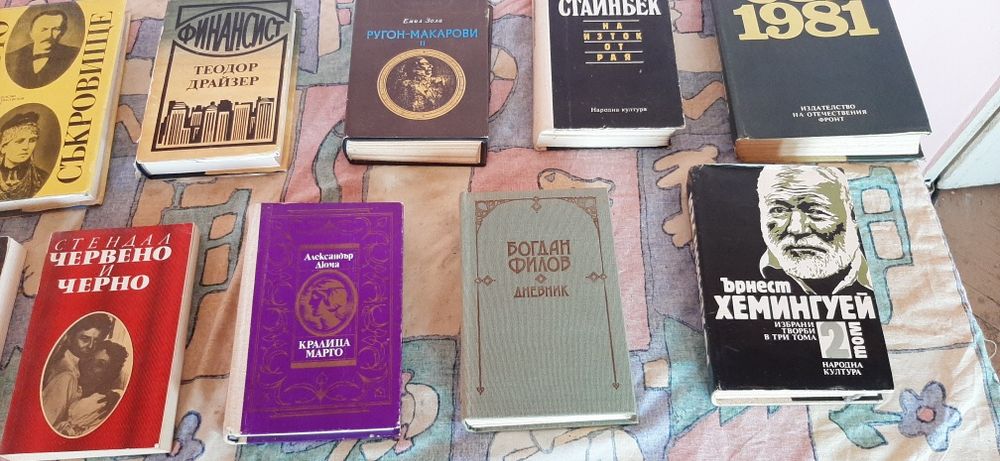 СЪКРОВИЩЕ
ФИНАНСИСТ
ТЕОДОР
ДРАЙЗЕР
Емил Зола
РУГОН-МАКАРОВИ
II
СТАЙНБЕК
НА
ИЗТОК
ОТ
РАЯ
Народна култура
1981
ИЗДАТЕЛСТВО
НА ОТЕЧЕСТВЕНИЯ
ФРОНТ
СТЕНДАЛ
ЧЕРВЕНО
И
ЧЕРНО
Александър
Дюма
КРАЛИЦА
МАРГО
БОГДАН
ФИЛОВ
ДНЕВНИК
Ърнест
ХЕМИНГУЕЙ
ИЗБРАНИ
ТВОРБИ
В ТРИ ТОМА
2
ТОМ
НАРОДНА
КУЛТУРА